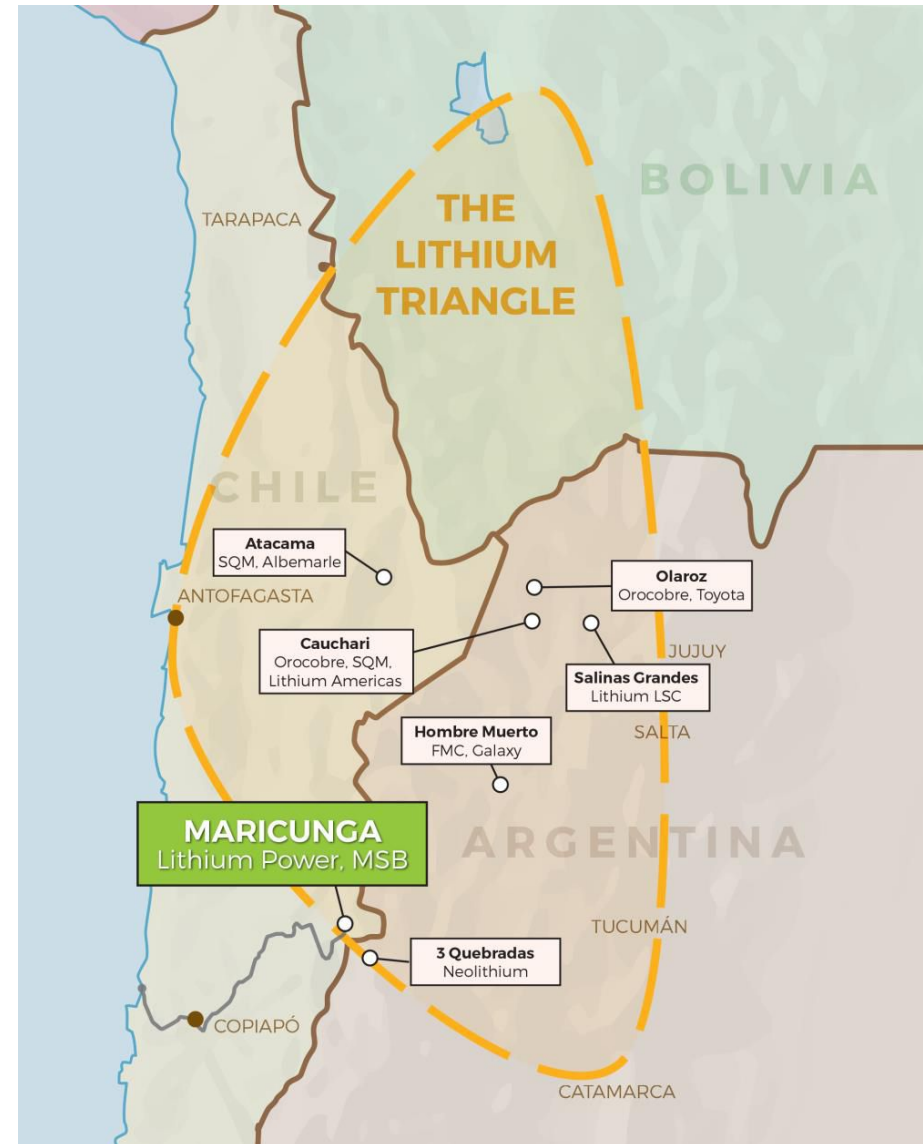 BOLIVIA
THE
LITHIUM
TRIANGLE
TARAPACA
CHILE
Atacama
SQM, Albemarle
ANTOFAGASTA
Olaroz
Orocobre, Toyota
Cauchari
Orocobre, SQM,
Lithium Americas
JUJUY
Salinas Grandes
Lithium LSC
SALTA
Hombre Muerto
FMC, Galaxy
MARICUNGA
Lithium Power, MSB
ARGENTINA
TUCUMÁN
3 Quebradas
Neolithium
COPIAPÓ
CATAMARCA